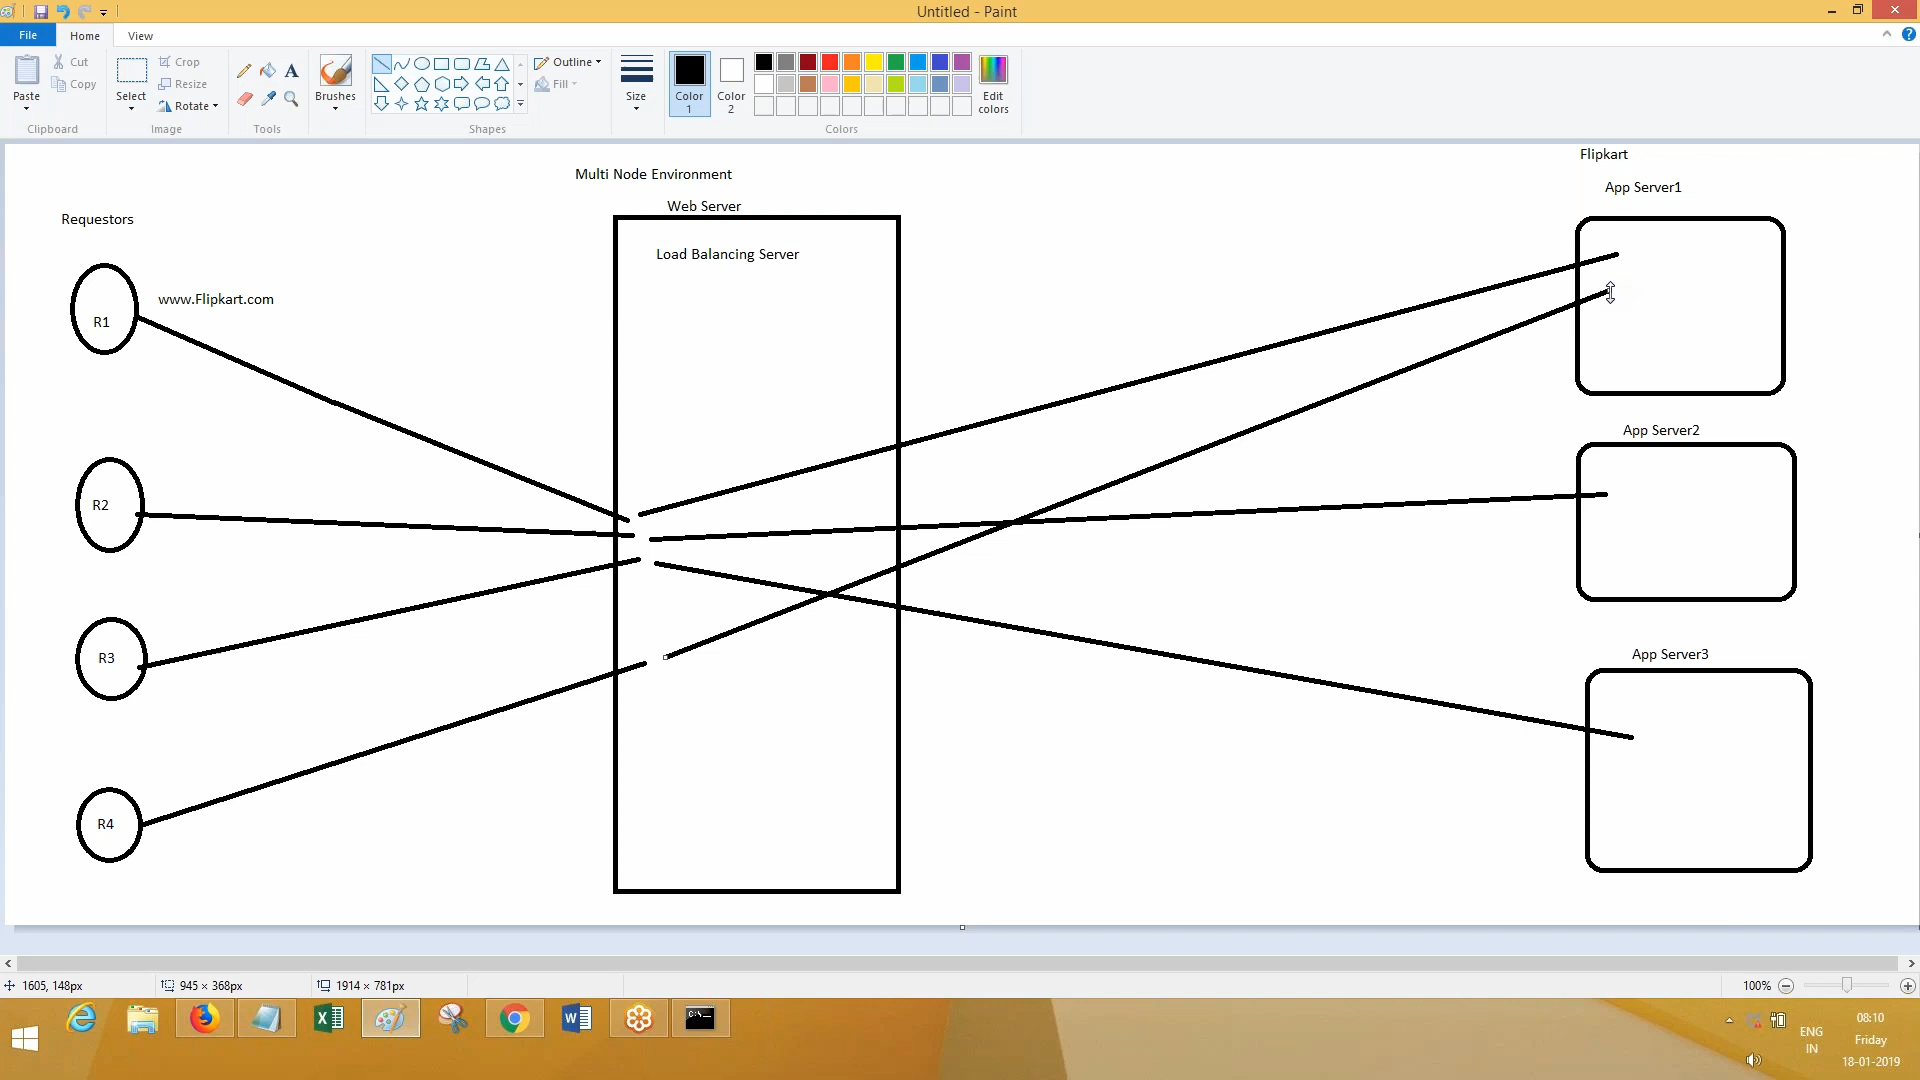 Untitled - Paint
File
Home
View
Paste
Cut
Copy
Clipboard
Select
Crop
Resize
Rotate
Image
Tools
Brushes
Shapes
Outline
Fill
Size
Color
1
Color
2
Edit
colors
Colors
Multi Node Environment
Web Server
Load Balancing Server
Requestors
www.Flipkart.com
R1
R2
R3
R4
Flipkart
App Server1
App Server2
App Server3
1605, 148px
945 × 368px
1914 × 781px
100%
ENG
IN
08:10
Friday
18-01-2019